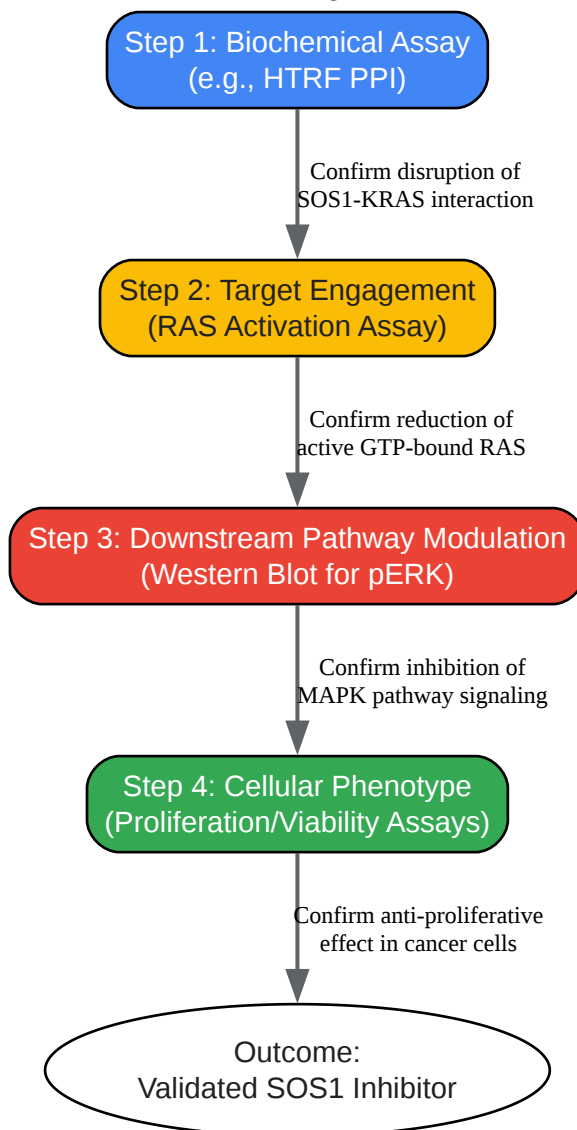 Step 1: Biochemical Assay
(e.g., HTRF PPI)
Confirm disruption of
SOS1-KRAS interaction
Step 2: Target Engagement
(RAS Activation Assay)
Confirm reduction of
active GTP-bound RAS
Step 3: Downstream Pathway Modulation
(Western Blot for pERK)
Confirm inhibition of
MAPK pathway signaling
Step 4: Cellular Phenotype
(Proliferation/Viability Assays)
Confirm anti-proliferative
effect in cancer cells
Outcome:
Validated SOS1 Inhibitor